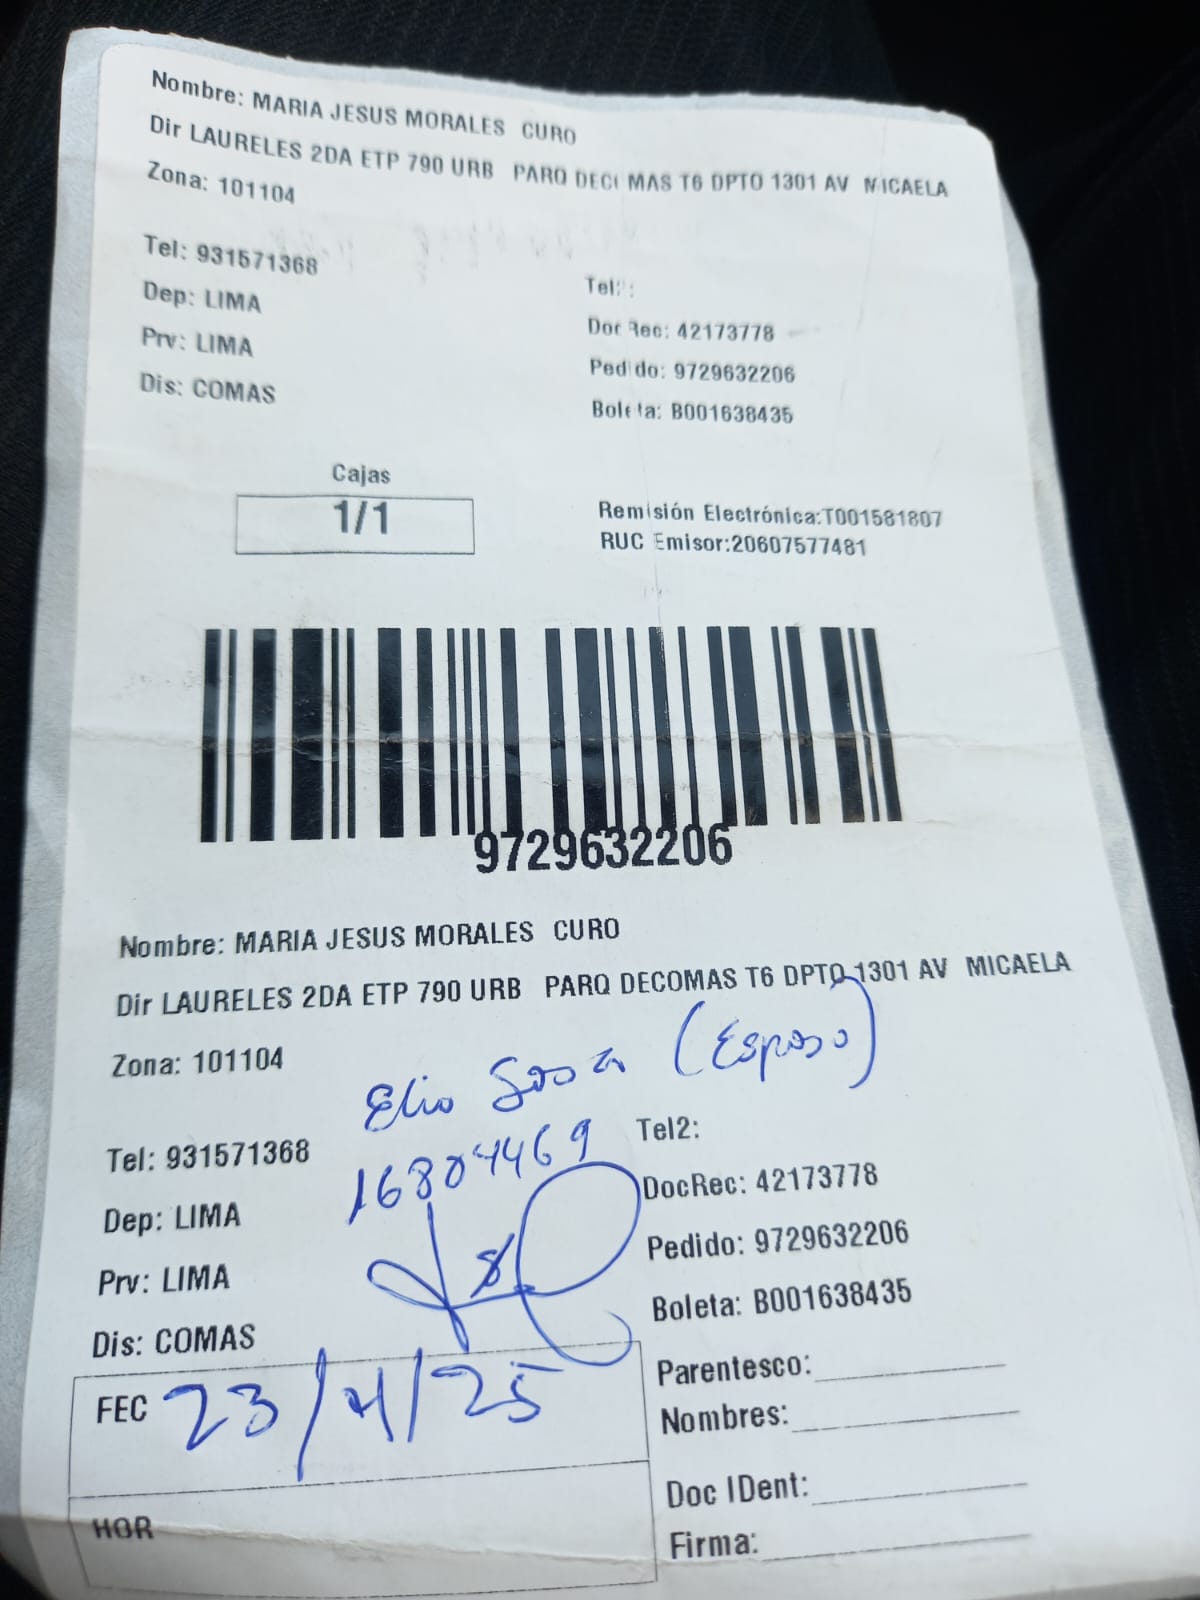 Nombre: MARIA JESUS MORALES CURO
Dir LAURELES 2DA ETP 790 URB PARQ DECOMAS T6 DPTO 1301 AV MICAELA
Zona: 101104
Tel: 931571368
Tel2:
Dep: LIMA
DocRec: 42173778
Prv: LIMA
Pedido: 9729632206
Dis: COMAS
Boleta: B001638435
Cajas
1/1
Remisión Electrónica:T001581807
RUC Emisor:20607577481
9729632206
Nombre: MARIA JESUS MORALES CURO
Dir LAURELES 2DA ETP 790 URB PARQ DECOMAS T6 DPTO 1301 AV MICAELA
Zona: 101104
Elio Sosa (Esposo)
Tel: 931571368
16804469
Tel2:
Dep: LIMA
DocRec: 42173778
Prv: LIMA
Pedido: 9729632206
Dis: COMAS
Boleta: B001638435
FEC 23/4/25
Parentesco:
Nombres:
HOR
Doc IDent:
Firma: